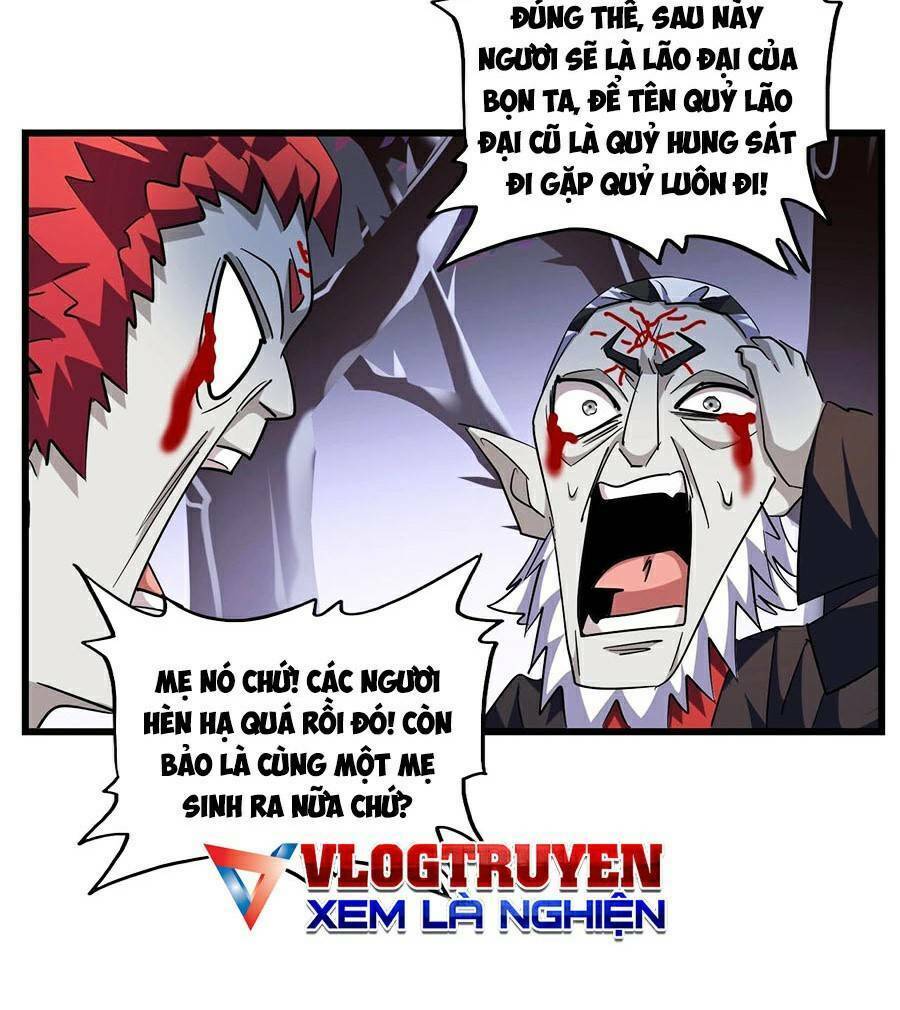 ĐÚNG THẾ, SAU NÀY
NGƯƠI SẼ LÀ LÃO ĐẠI CỦA
BỌN TA, ĐỂ TÊN QUỶ LÃO
ĐẠI CŨ LÀ QUỶ HUNG SÁT
ĐI GẶP QUỶ LUÔN ĐI!
MẸ NÓ CHỨ! CÁC NGƯƠI
HÈN HẠ QUÁ RỒI ĐÓ! CÒN
BẢO LÀ CÙNG MỘT MẸ
SINH RA NỮA CHỨ?
VLOGTRUYEN
XEM LÀ NGHIỆN